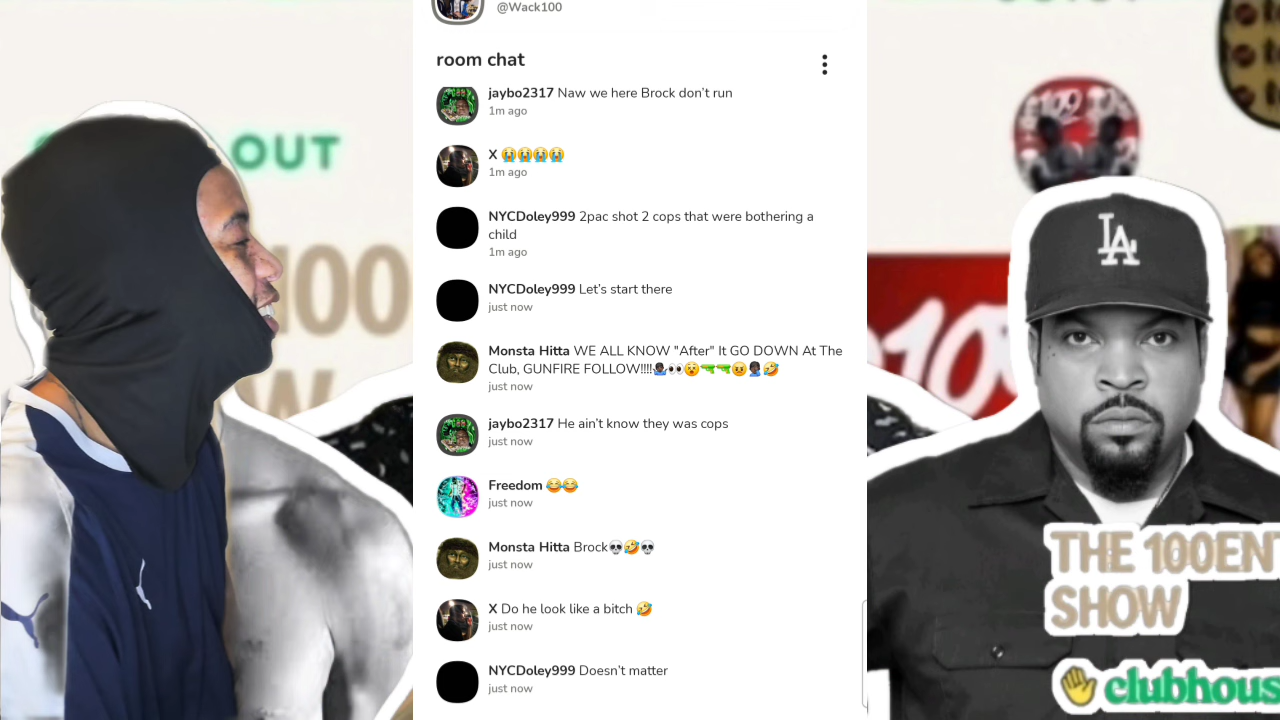 @Wack100
room chat
jaybo2317 Naw we here Brock don't run
1m ago
X 😭😭😭😭
1m ago
NYCDoley999 2pac shot 2 cops that were bothering a
child
1m ago
NYCDoley999 Let's start there
just now
Monsta Hitta WE ALL KNOW "After" It GO DOWN At The
Club, GUNFIRE FOLLOW!!!!🤷🏿‍♂️👀😵🔫🔫😠🤦🏿‍♂️🤣
just now
jaybo2317 He ain't know they was cops
just now
Freedom 😂😂
just now
Monsta Hitta Brock💀🤣💀
just now
X Do he look like a bitch 🤣
just now
NYCDoley999 Doesn't matter
just now
OUT
100
LA
THE 100ENT
SHOW
clubhous